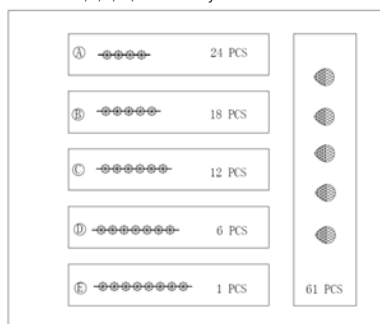 Ⓐ 24 PCS
Ⓑ 18 PCS
Ⓒ 12 PCS
Ⓓ 6 PCS
Ⓔ 1 PCS
61 PCS